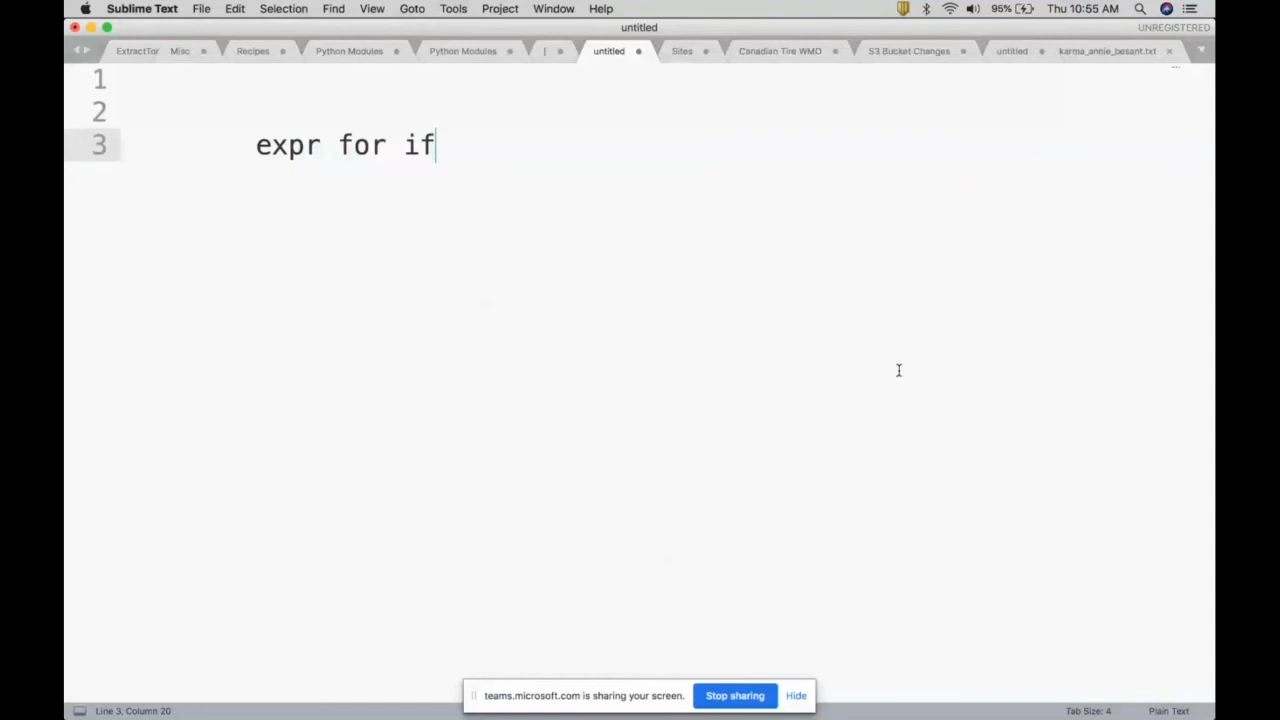 Sublime Text File Edit Selection Find View Goto Tools Project Window Help 96% Thu 10:55 AM
untitled UNREGISTERED
ExtractTor Misc Recipes Python Modules Python Modules [ untitled Sites Canadian Tire WMO S3 Bucket Changes untitled karma_annie_besant.txt
1
2
3 expr for if
teams.microsoft.com is sharing your screen. Stop sharing Hide
Line 3, Column 20 Tab Size: 4 Plain Text